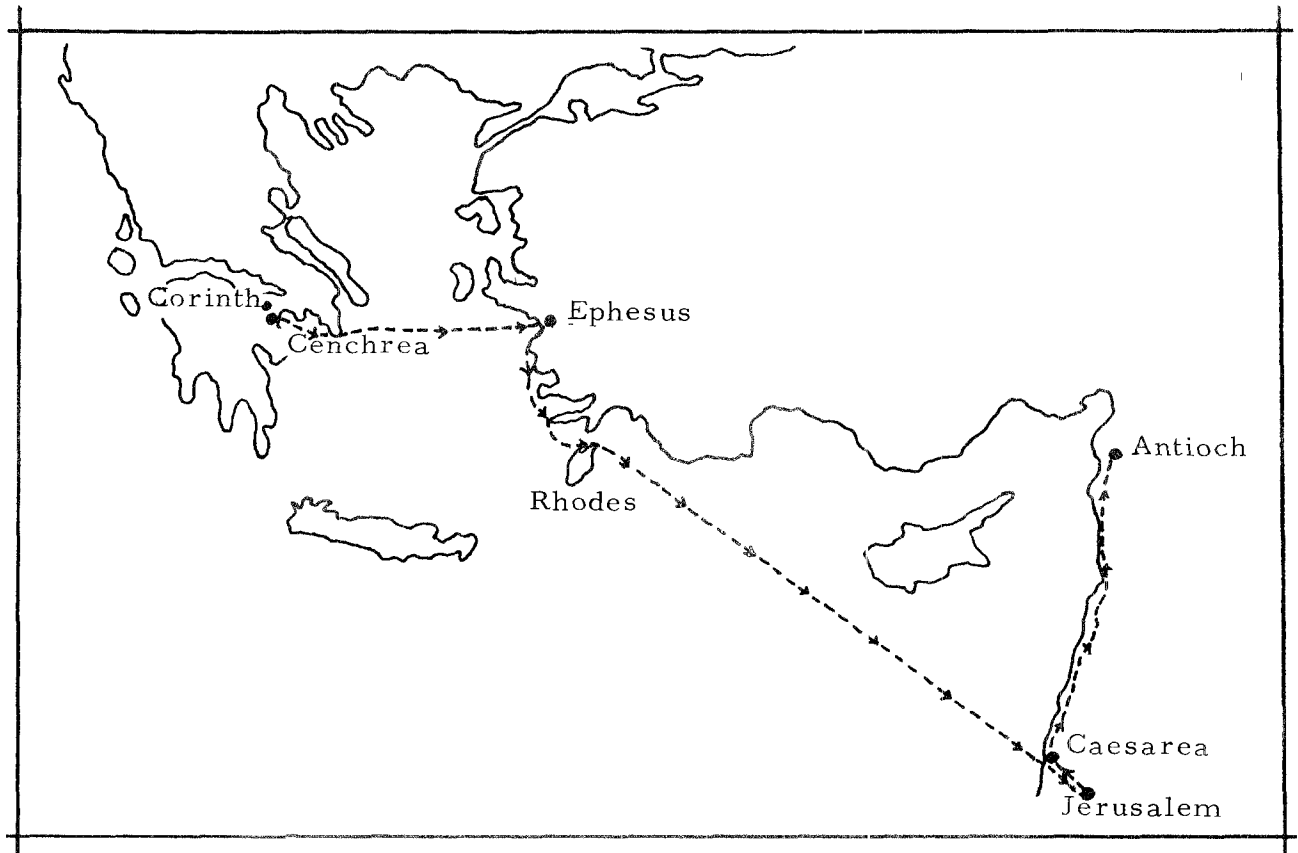 Corinth
Ephesus
Cenchrea
Antioch
Rhodes
Caesarea
Jerusalem